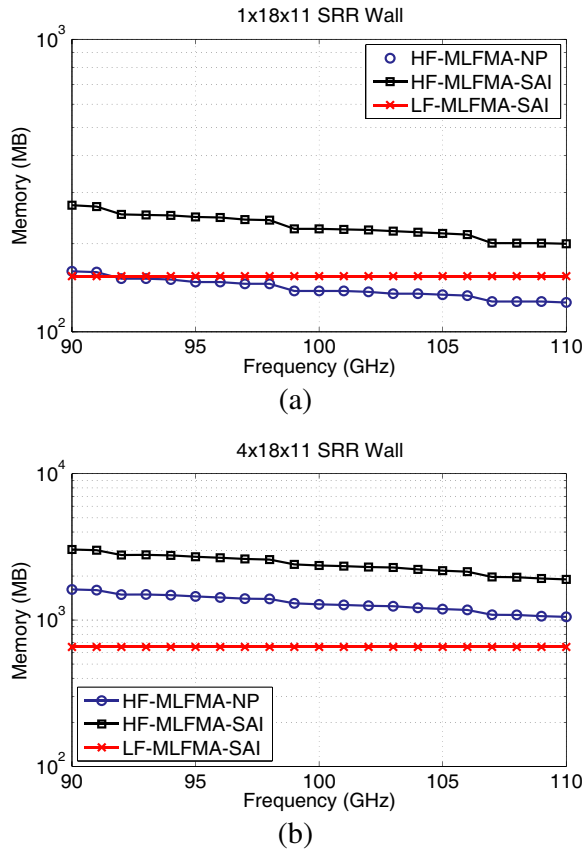 1x18x11 SRR Wall
10^3
HF-MLFMA-NP
HF-MLFMA-SAI
LF-MLFMA-SAI
Memory (MB)
10^2
90 95 100 105 110
Frequency (GHz)
(a)
4x18x11 SRR Wall
10^4
Memory (MB)
10^3
HF-MLFMA-NP
HF-MLFMA-SAI
LF-MLFMA-SAI
10^2
90 95 100 105 110
Frequency (GHz)
(b)